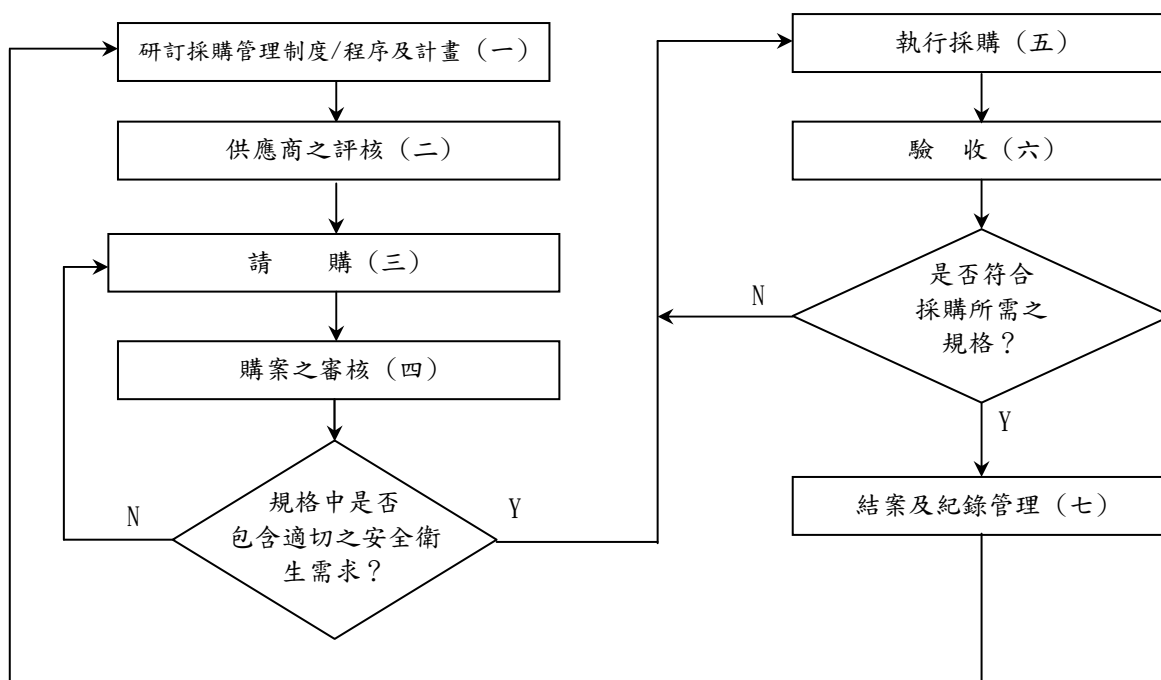 研訂採購管理制度/程序及計畫（一）
供應商之評核（二）
請　　購（三）
購案之審核（四）
規格中是否
包含適切之安全衛
生需求？
N
Y
執行採購（五）
驗　收（六）
是否符合
採購所需之
規格？
N
Y
結案及紀錄管理（七）